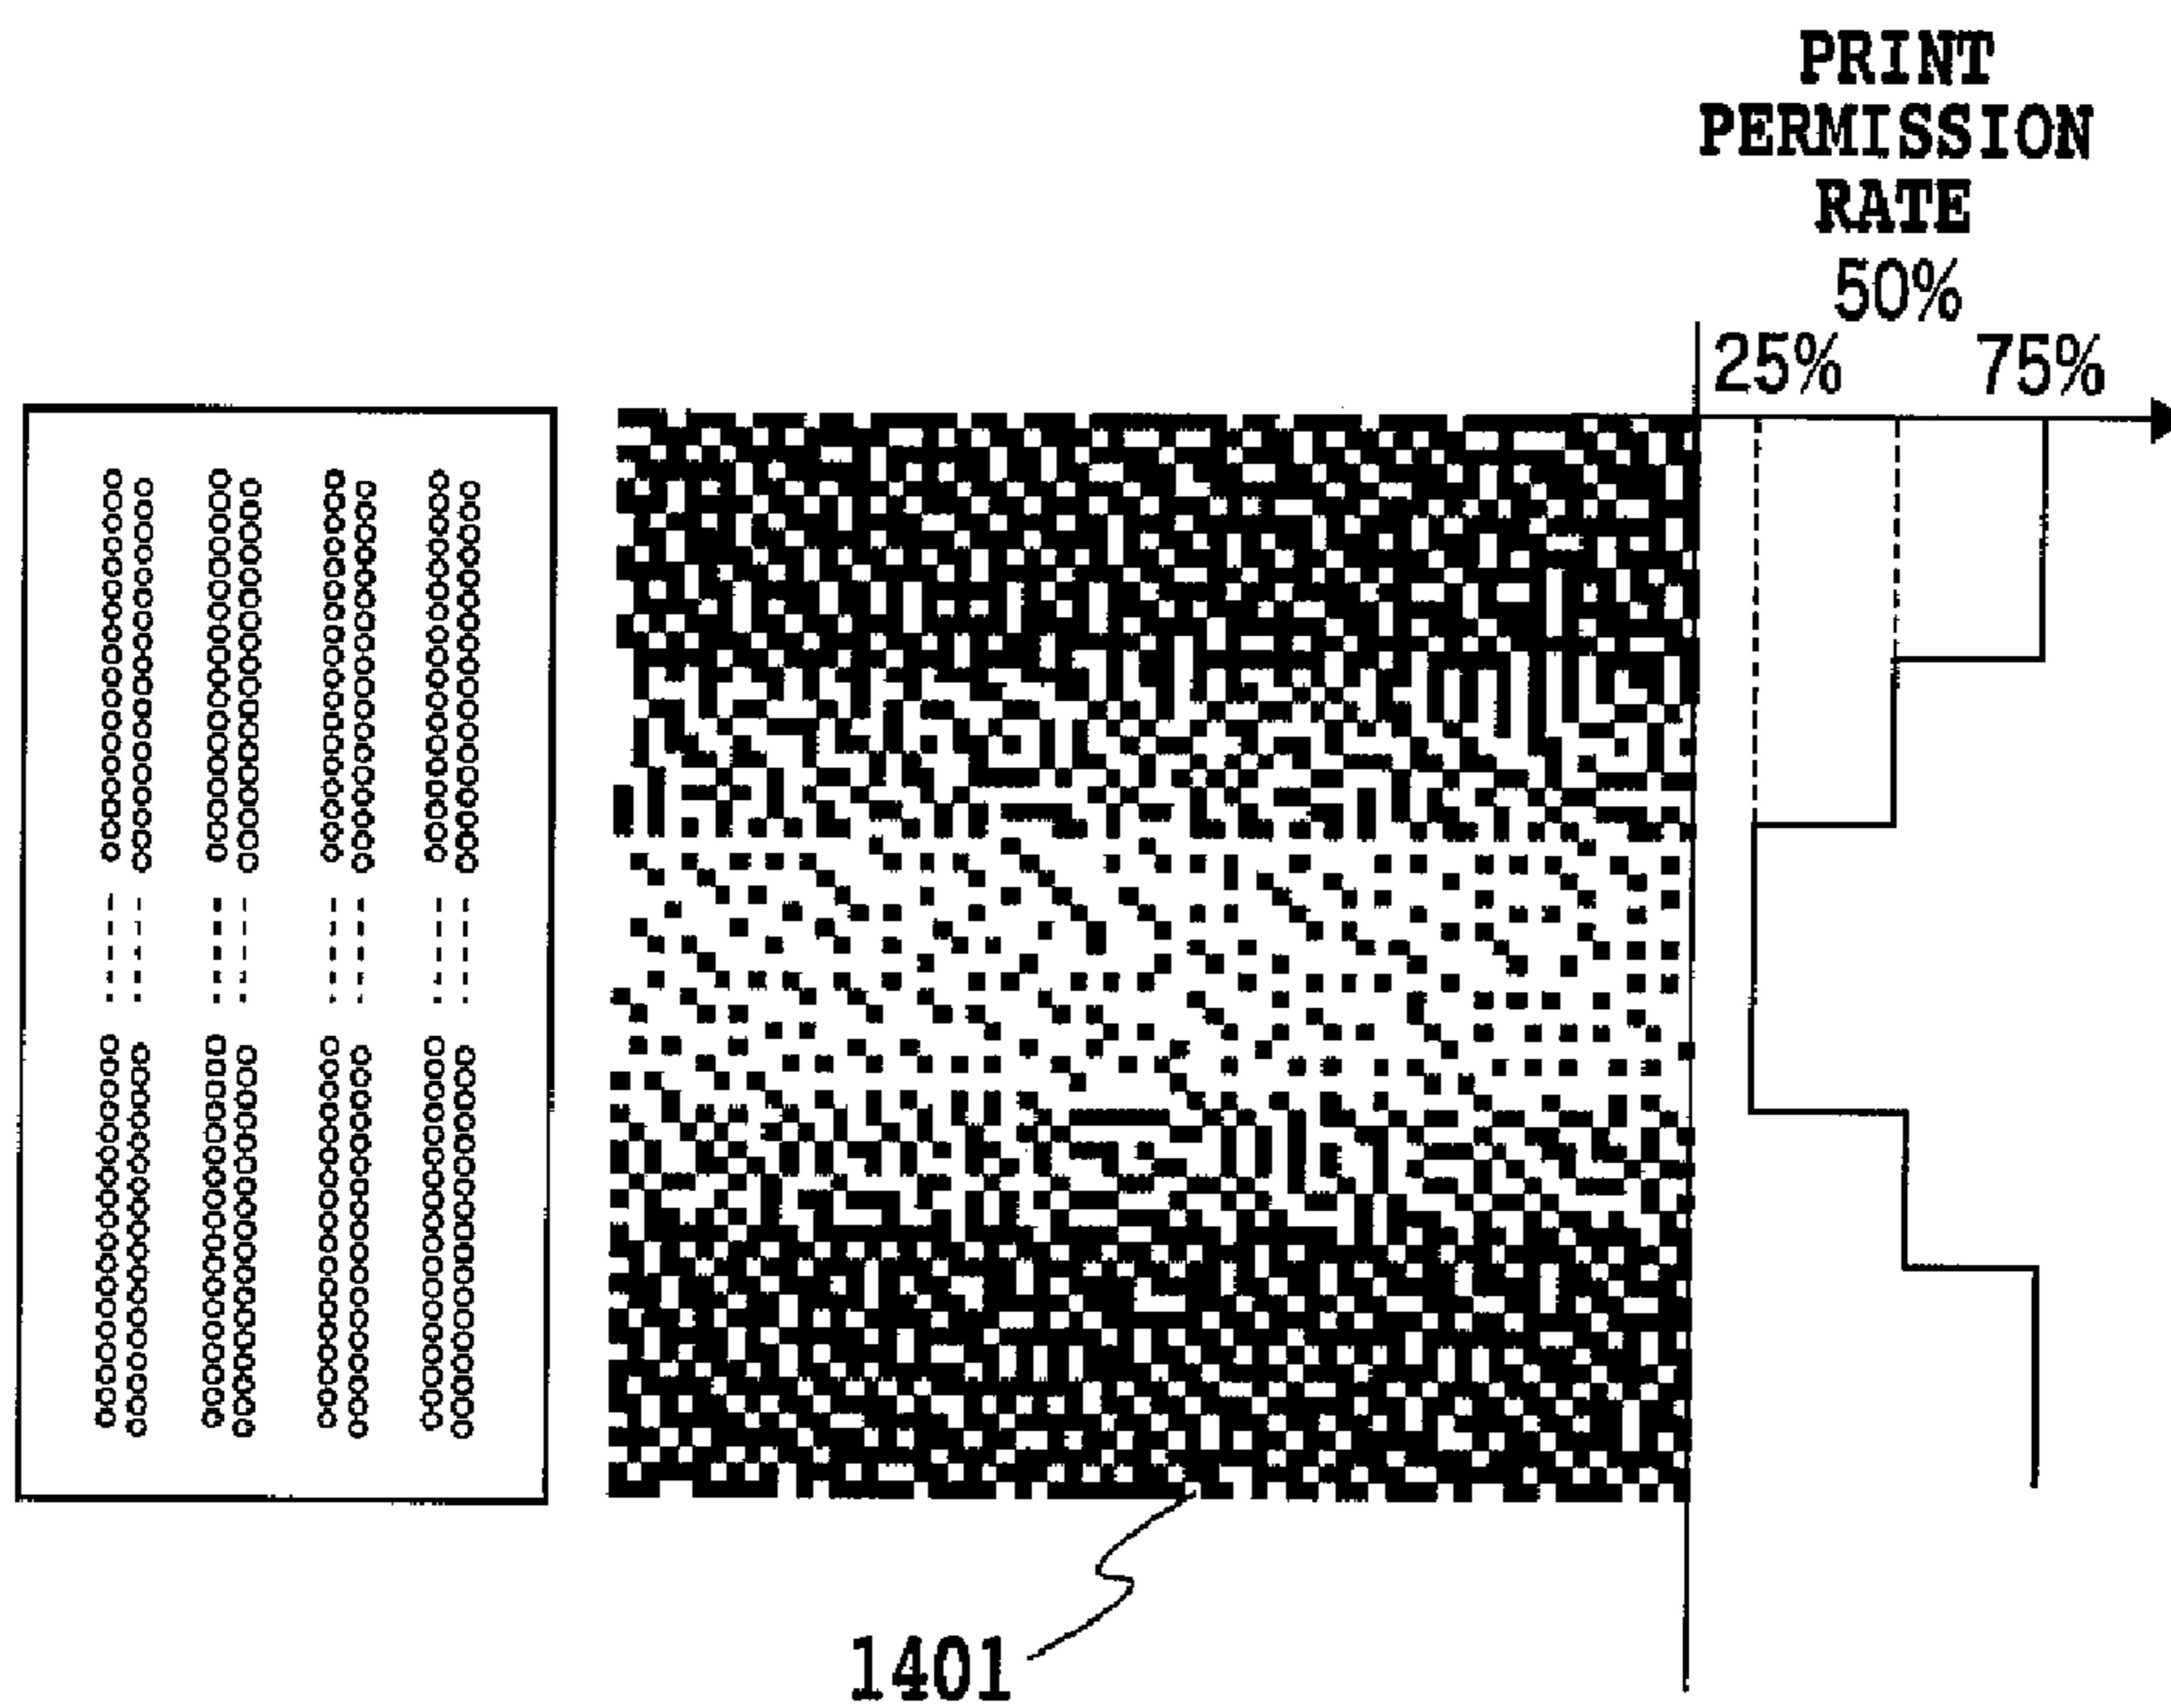 PRINT
PERMISSION
RATE
50%
25% 75%
1401